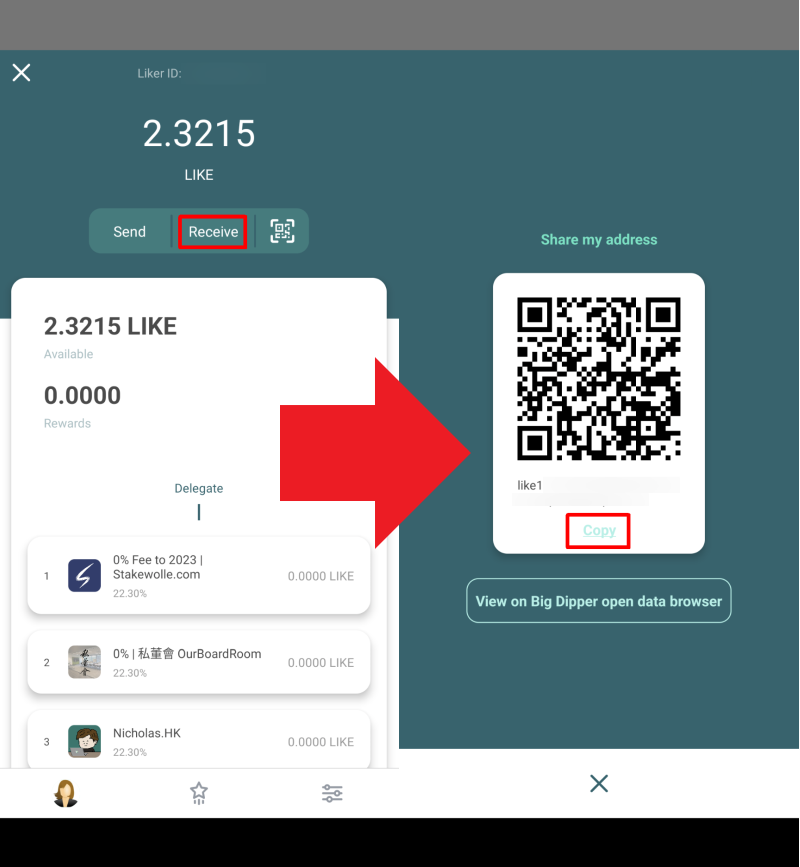 Liker ID:
2.3215
LIKE
Send
Receive
2.3215 LIKE
Available
0.0000
Rewards
Delegate
1
0% Fee to 2023 |
Stakewolle.com
22.30%
0.0000 LIKE
2
0% | 私董會 OurBoardRoom
22.30%
0.0000 LIKE
3
Nicholas.HK
22.30%
0.0000 LIKE
Share my address
like1
Copy
View on Big Dipper open data browser